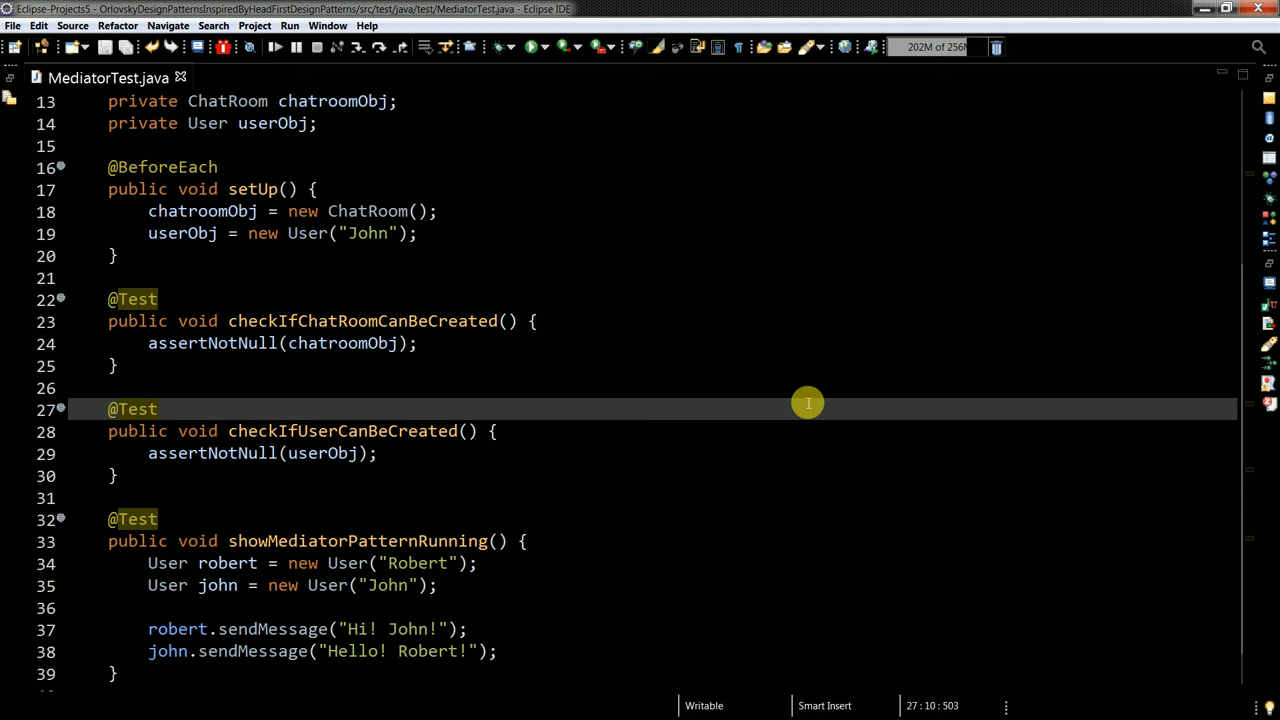 Eclipse-Projects5 - OrlovskyDesignPatternsInspiredByHeadFirstDesignPatterns/src/test/java/test/MediatorTest.java - Eclipse IDE
File Edit Source Refactor Navigate Search Project Run Window Help
202M of 256M
MediatorTest.java
13 private ChatRoom chatroomObj;
14 private User userObj;
15
16 @BeforeEach
17 public void setUp() {
18 chatroomObj = new ChatRoom();
19 userObj = new User("John");
20 }
21
22 @Test
23 public void checkIfChatRoomCanBeCreated() {
24 assertNotNull(chatroomObj);
25 }
26
27 @Test
28 public void checkIfUserCanBeCreated() {
29 assertNotNull(userObj);
30 }
31
32 @Test
33 public void showMediatorPatternRunning() {
34 User robert = new User("Robert");
35 User john = new User("John");
36
37 robert.sendMessage("Hi! John!");
38 john.sendMessage("Hello! Robert!");
39 }
Writable Smart Insert 27 : 10 : 503